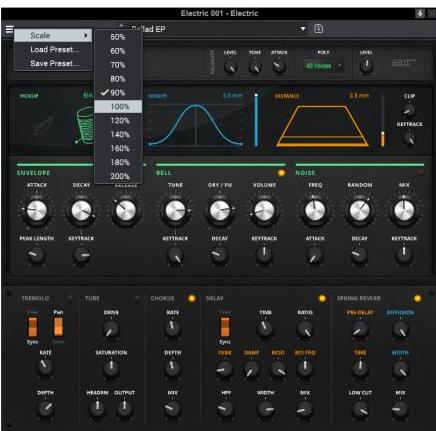 Electric 001 - Electric
Scale
Load Preset...
Save Preset...
Ballad EP
50%
60%
70%
80%
90%
100%
120%
140%
160%
180%
200%
VELOCITY
LEVEL TONE ATTACK POLY LEVEL
40 Voices
air
PICKUP HEIGHT 0.0 mm DISTANCE 2.8 mm CLIP
KEYTRACK
ENVELOPE BELL NOISE
ATTACK DECAY RELEASE TUNE DRY / PU VOLUME FREQ RANDOM MIX
PEAK LENGTH KEYTRACK KEYTRACK DECAY KEYTRACK ATTACK DECAY KEYTRACK
TREMOLO TUBE CHORUS DELAY SPRING REVERB
Free Pan DRIVE RATE Free TIME RATIO PRE-DELAY DIFFUSION
Sync Trem Sync
RATE SATURATION DEPTH FDBK DAMP RESO RES FRQ TIME WIDTH
DEPTH HEADRM OUTPUT MIX HPF WIDTH MIX LOW CUT MIX